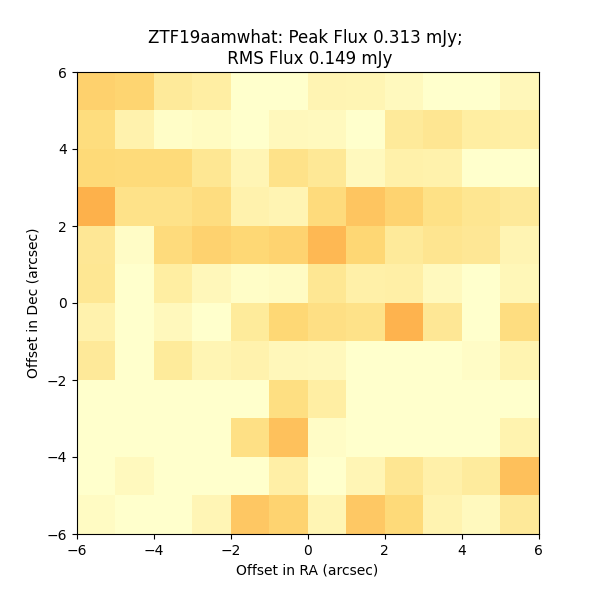 ZTF19aamwhat: Peak Flux 0.313 mJy;
RMS Flux 0.149 mJy
6
4
2
0
−2
−4
−6
Offset in Dec (arcsec)
−6 −4 −2 0 2 4 6
Offset in RA (arcsec)